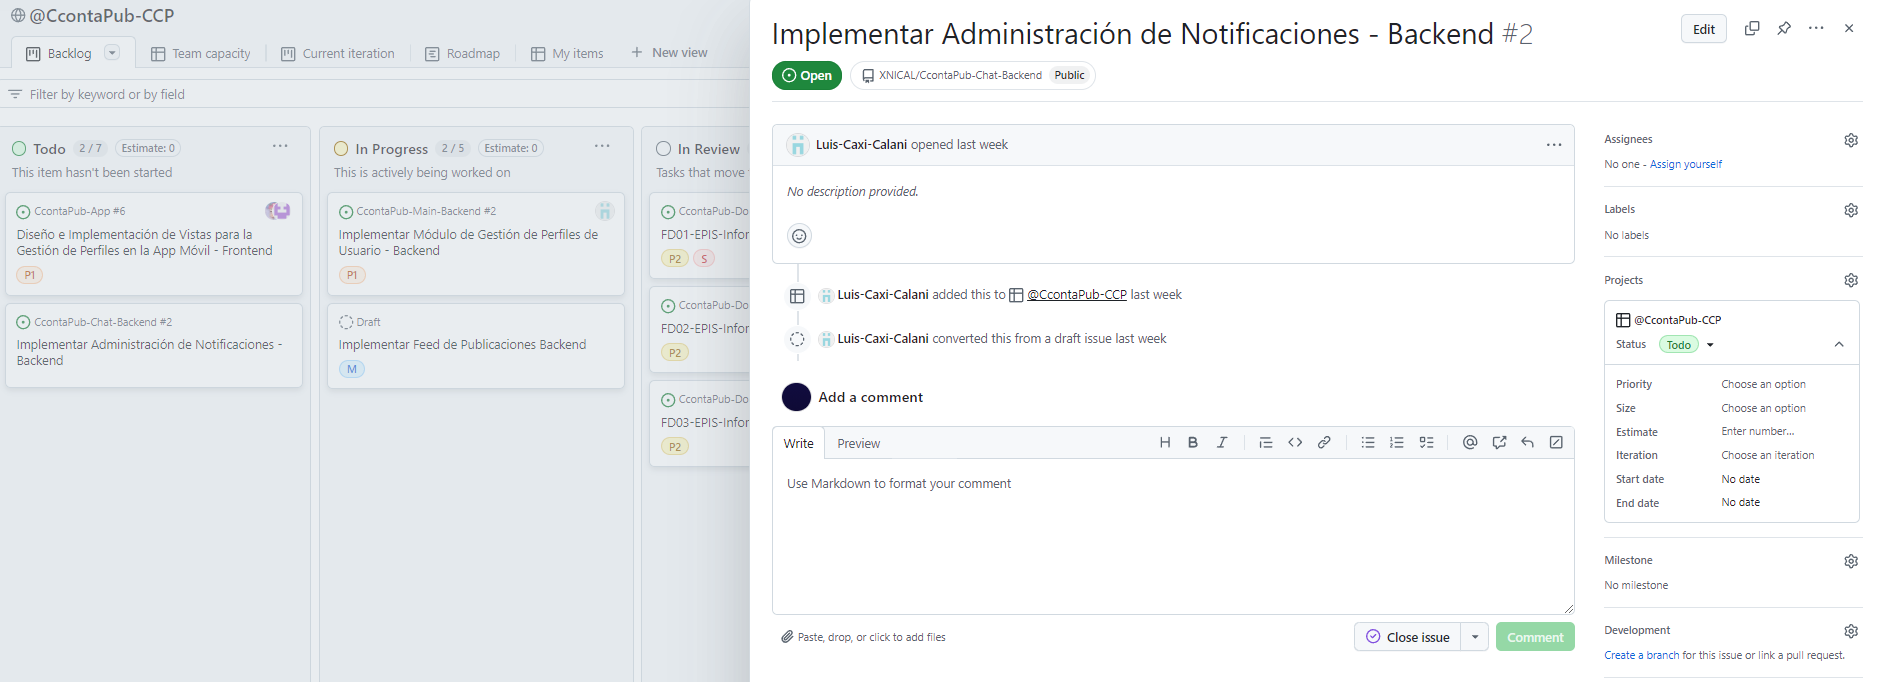 @CcontaPub-CCP
Backlog
Team capacity
Current iteration
Roadmap
My items
New view
Filter by keyword or by field
Todo 2 / 7 Estimate: 0
This item hasn't been started
CcontaPub-App #6
Diseño e Implementación de Vistas para la
Gestión de Perfiles en la App Móvil - Frontend
P1
CcontaPub-Chat-Backend #2
Implementar Administración de Notificaciones -
Backend
In Progress 2 / 5 Estimate: 0
This is actively being worked on
CcontaPub-Main-Backend #2
Implementar Módulo de Gestión de Perfiles de
Usuario - Backend
P1
Draft
Implementar Feed de Publicaciones Backend
M
In Review
Tasks that move
CcontaPub-Do
FD01-EPIS-Infor
P2 S
CcontaPub-Do
FD02-EPIS-Infor
P2
CcontaPub-Do
FD03-EPIS-Infor
P2
Implementar Administración de Notificaciones - Backend #2
Edit
Open
XNICAL/CcontaPub-Chat-Backend Public
Luis-Caxi-Calani opened last week
No description provided.
Luis-Caxi-Calani added this to @CcontaPub-CCP last week
Luis-Caxi-Calani converted this from a draft issue last week
Add a comment
Write Preview
Use Markdown to format your comment
Paste, drop, or click to add files
Close issue
Comment
Assignees
No one - Assign yourself
Labels
No labels
Projects
@CcontaPub-CCP
Status Todo
Priority Choose an option
Size Choose an option
Estimate Enter number...
Iteration Choose an iteration
Start date No date
End date No date
Milestone
No milestone
Development
Create a branch for this issue or link a pull request.